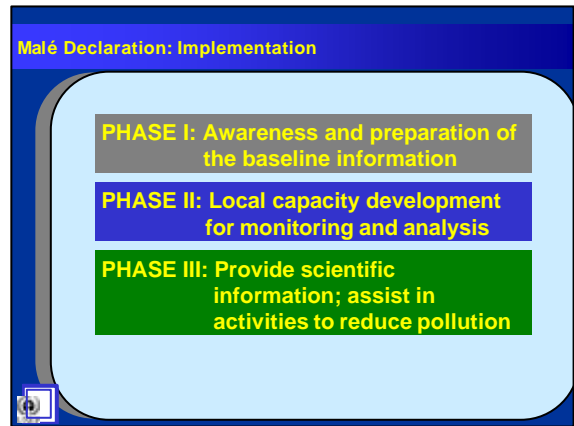 Malé Declaration: Implementation
PHASE I: Awareness and preparation of
the baseline information
PHASE II: Local capacity development
for monitoring and analysis
PHASE III: Provide scientific
information; assist in
activities to reduce pollution